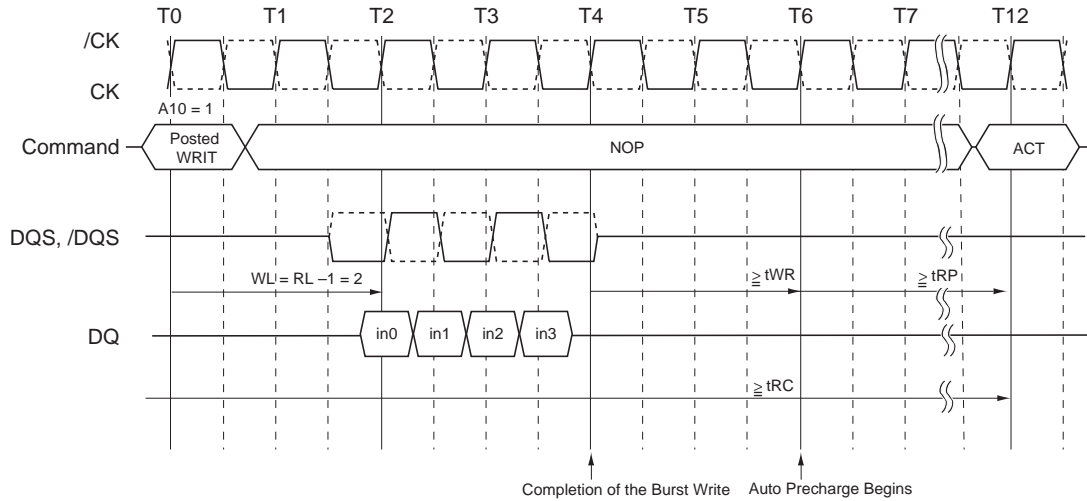 T0 T1 T2 T3 T4 T5 T6 T7 T12
/CK
CK
A10 = 1
Command
Posted
WRIT
NOP
ACT
DQS, /DQS
WL = RL –1 = 2
≧ tWR
≧ tRP
DQ
in0 in1 in2 in3
≧ tRC
Completion of the Burst Write
Auto Precharge Begins